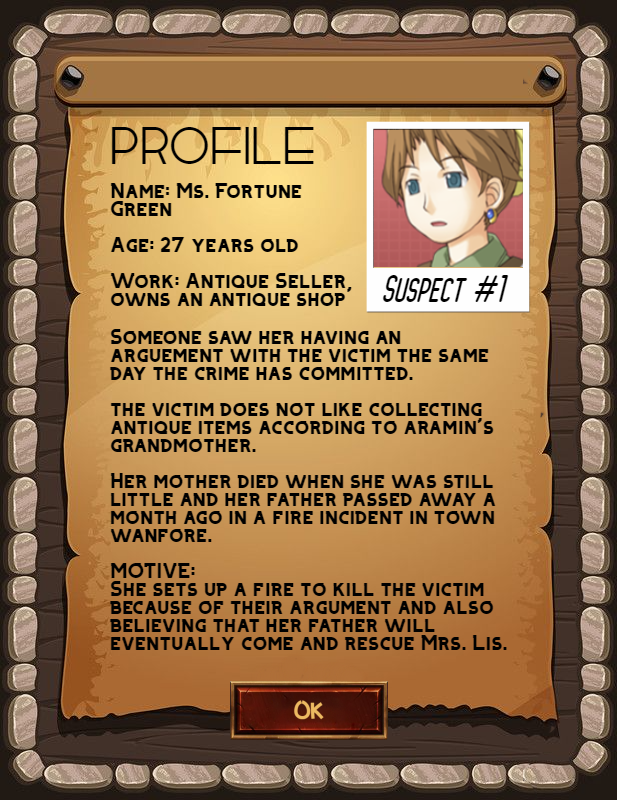 PROFILE
Name: Ms. Fortune
Green
Age: 27 years old
Work: Antique Seller,
owns an antique shop
Suspect #1
Someone saw her having an
arguement with the victim the same
day the crime has committed.
the victim does not like collecting
antique items according to Aramin's
grandmother.
Her mother died when she was still
little and her father passed away a
month ago in a fire incident in town
Wanfore.
MOTIVE:
She sets up a fire to kill the victim
because of their argument and also
believing that her father will
eventually come and rescue Mrs. Lis.
OK